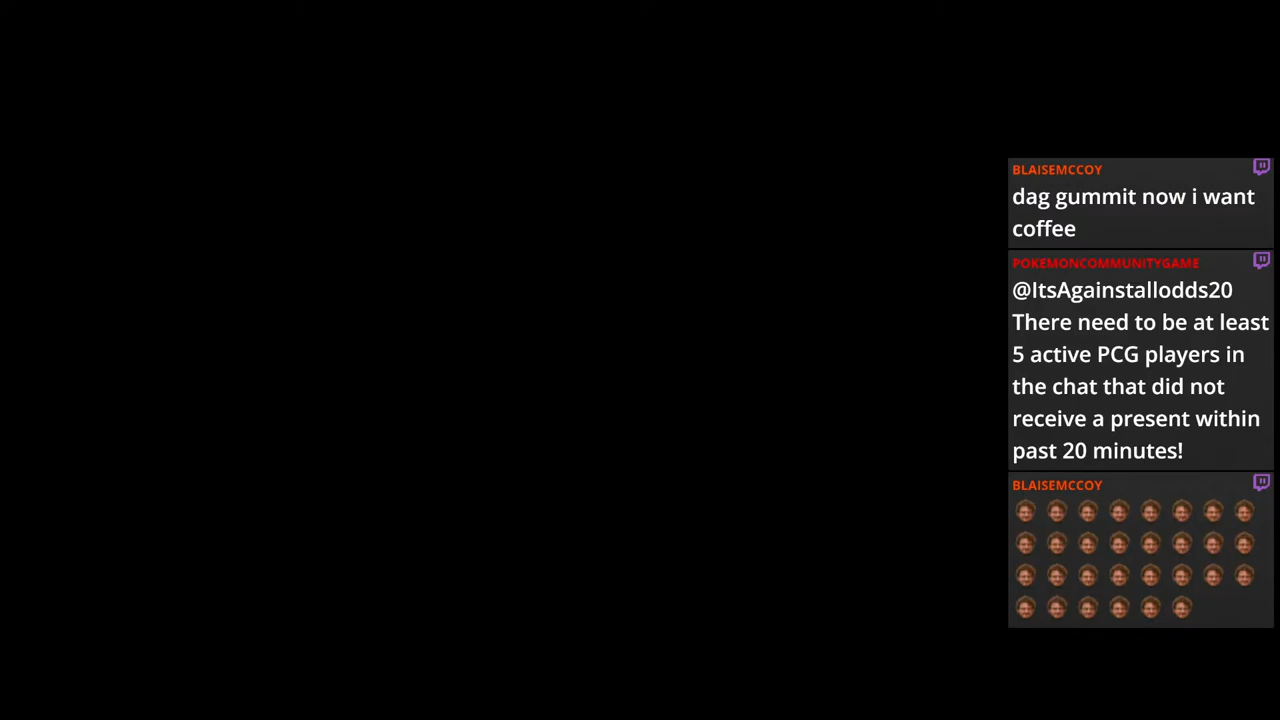 BLAISEMCCOY
dag gummit now i want
coffee
POKEMONCOMMUNITYGAME
@ItsAgainstallodds20
There need to be at least
5 active PCG players in
the chat that did not
receive a present within
past 20 minutes!
BLAISEMCCOY